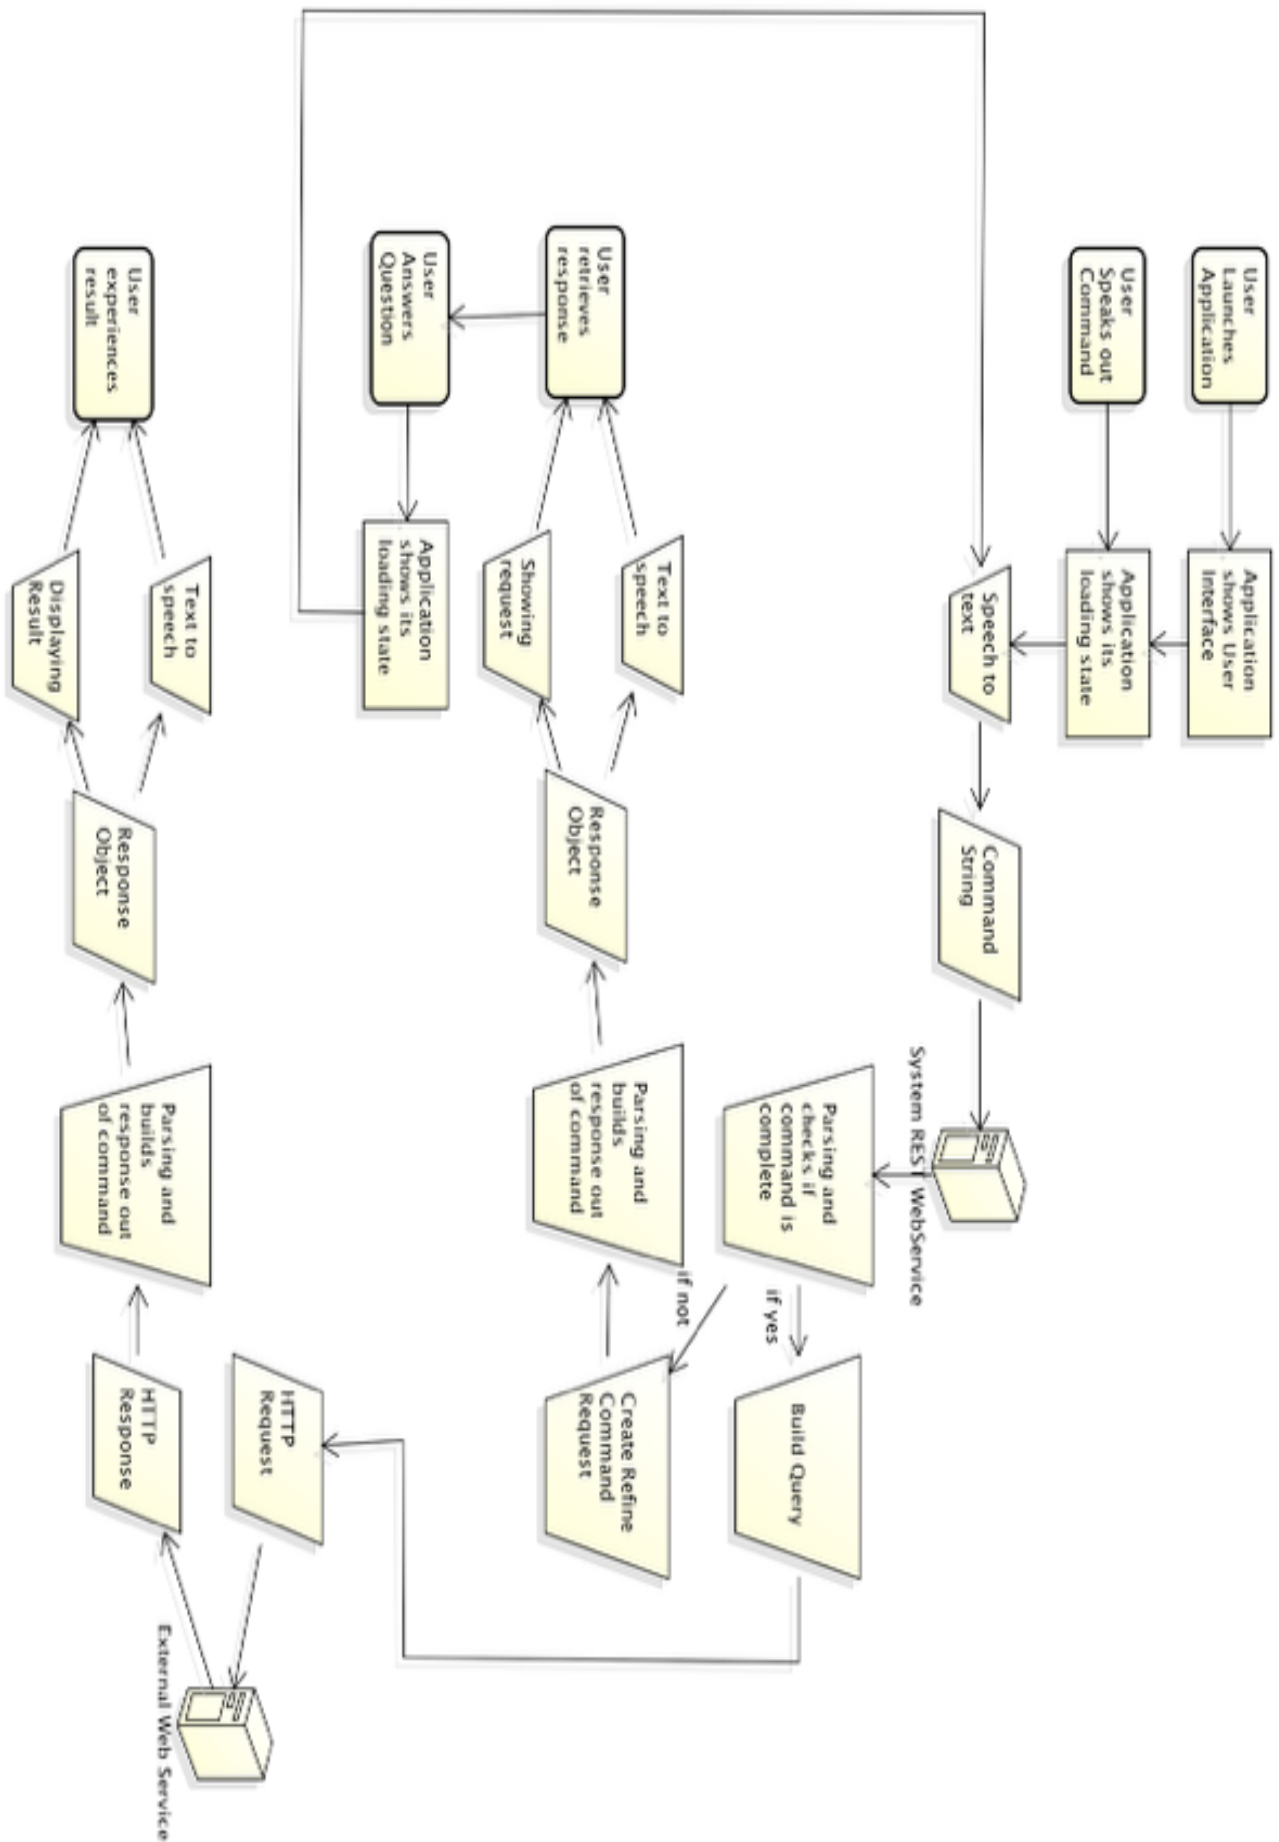 User
Launches
Application
Application
shows User
Interface
User
Speaks out
Command
Application
shows its
loading state
Speech to
text
Command
String
System REST WebService
Parsing and
checks if
command is
complete
if yes
Build Query
if not
Create Refine
Command
Request
Parsing and
builds
response out
of command
Response
Object
Text to
speech
Showing
request
User
retrieves
response
User
Answers
Question
Application
shows its
loading state
HTTP
Request
External Web Service
HTTP
Response
Parsing and
builds
response out
of command
Response
Object
Text to
speech
Displaying
Result
User
experiences
result